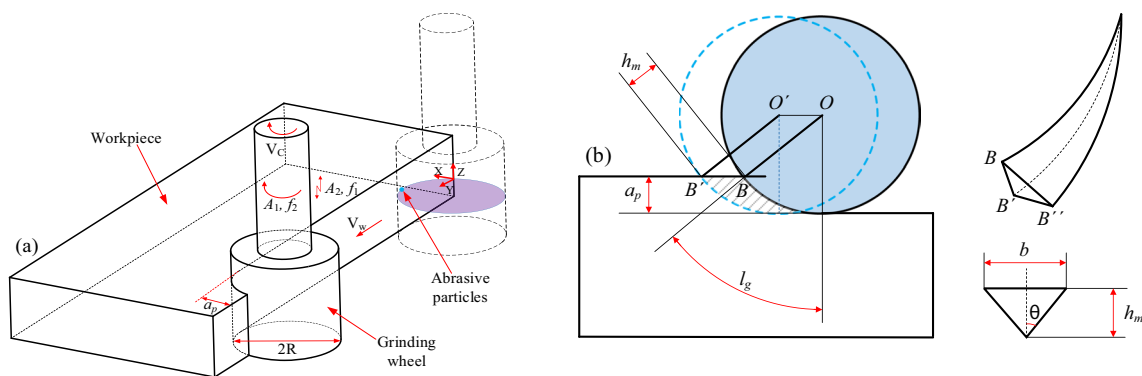 Workpiece
V_C
A_1, f_2
A_2, f_1
X
Z
Y
V_w
(a)
Abrasive
particles
a_p
2R
Grinding
wheel
h_m
O´
O
(b)
a_p
B´
B
l_g
B
B´
B´´
b
θ
h_m